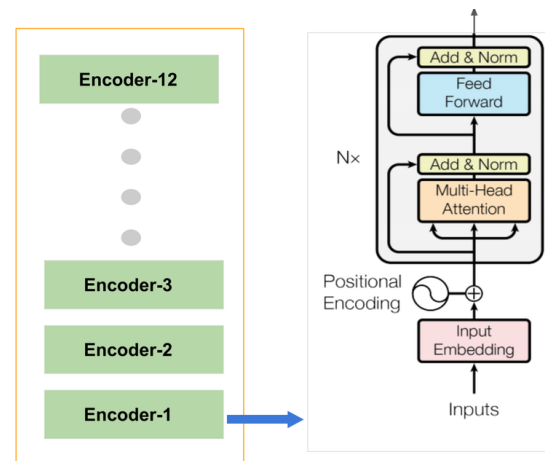 Encoder-12
Encoder-3
Encoder-2
Encoder-1
Add & Norm
Feed
Forward
N×
Add & Norm
Multi-Head
Attention
Positional
Encoding
Input
Embedding
Inputs